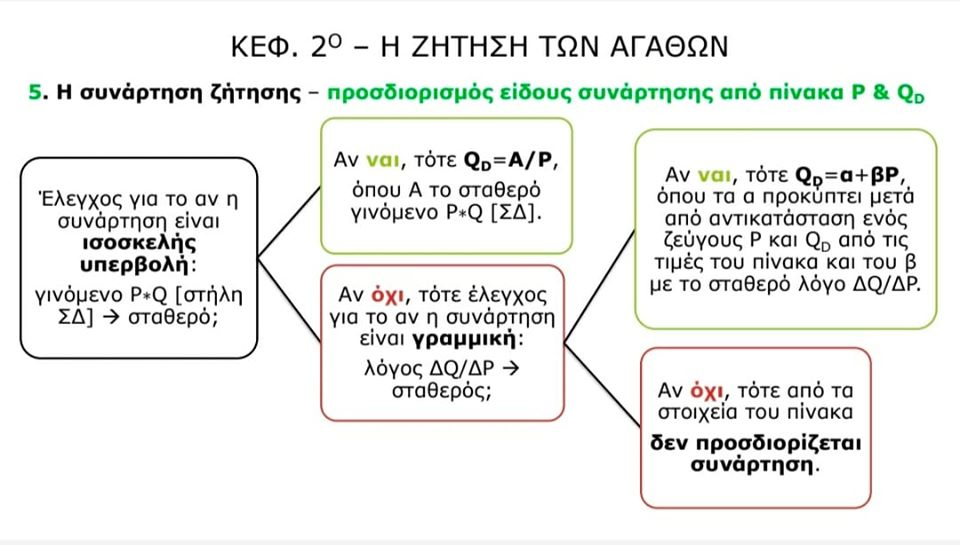 ΚΕΦ. 2Ο – Η ΖΗΤΗΣΗ ΤΩΝ ΑΓΑΘΩΝ
5. Η συνάρτηση ζήτησης – προσδιορισμός είδους συνάρτησης από πίνακα P & QD
Έλεγχος για το αν η
συνάρτηση είναι
ισοσκελής
υπερβολή:
γινόμενο P*Q [στήλη
ΣΔ] → σταθερό;
Αν ναι, τότε QD=A/P,
όπου Α το σταθερό
γινόμενο P*Q [ΣΔ].
Αν όχι, τότε έλεγχος
για το αν η συνάρτηση
είναι γραμμική:
λόγος ΔQ/ΔP →
σταθερός;
Αν ναι, τότε QD=α+βP,
όπου τα α προκύπτει μετά
από αντικατάσταση ενός
ζεύγους P και QD από τις
τιμές του πίνακα και του β
με το σταθερό λόγο ΔQ/ΔP.
Αν όχι, τότε από τα
στοιχεία του πίνακα
δεν προσδιορίζεται
συνάρτηση.